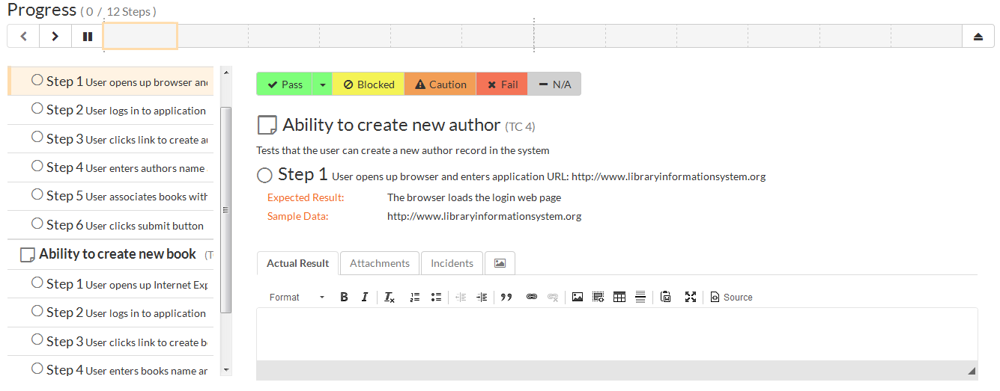 Progress ( 0 / 12 Steps )
Step 1 User opens up browser and
Step 2 User logs in to application
Step 3 User clicks link to create au
Step 4 User enters authors name
Step 5 User associates books with
Step 6 User clicks submit button
Ability to create new book (T
Step 1 User opens up Internet Exp
Step 2 User logs in to application
Step 3 User clicks link to create b
Step 4 User enters books name an
Pass Blocked Caution Fail N/A
Ability to create new author (TC 4)
Tests that the user can create a new author record in the system
Step 1 User opens up browser and enters application URL: http://www.libraryinformationsystem.org
Expected Result: The browser loads the login web page
Sample Data: http://www.libraryinformationsystem.org
Actual Result Attachments Incidents
Format B I Tx Source